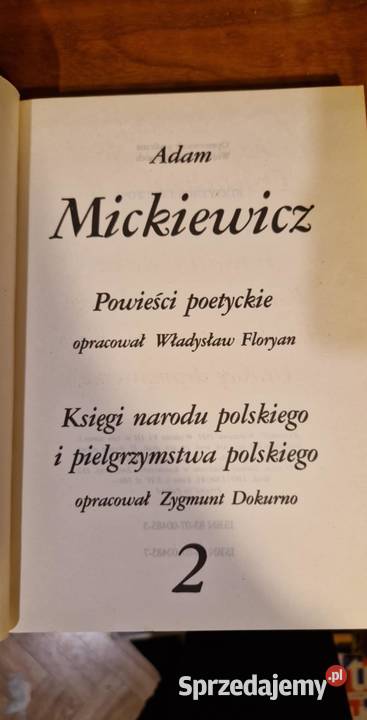 Adam
Mickiewicz
Powieści poetyckie
opracował Władysław Floryan
Księgi narodu polskiego
i pielgrzymstwa polskiego
opracował Zygmunt Dokurno
2
Sprzedajemy.pl